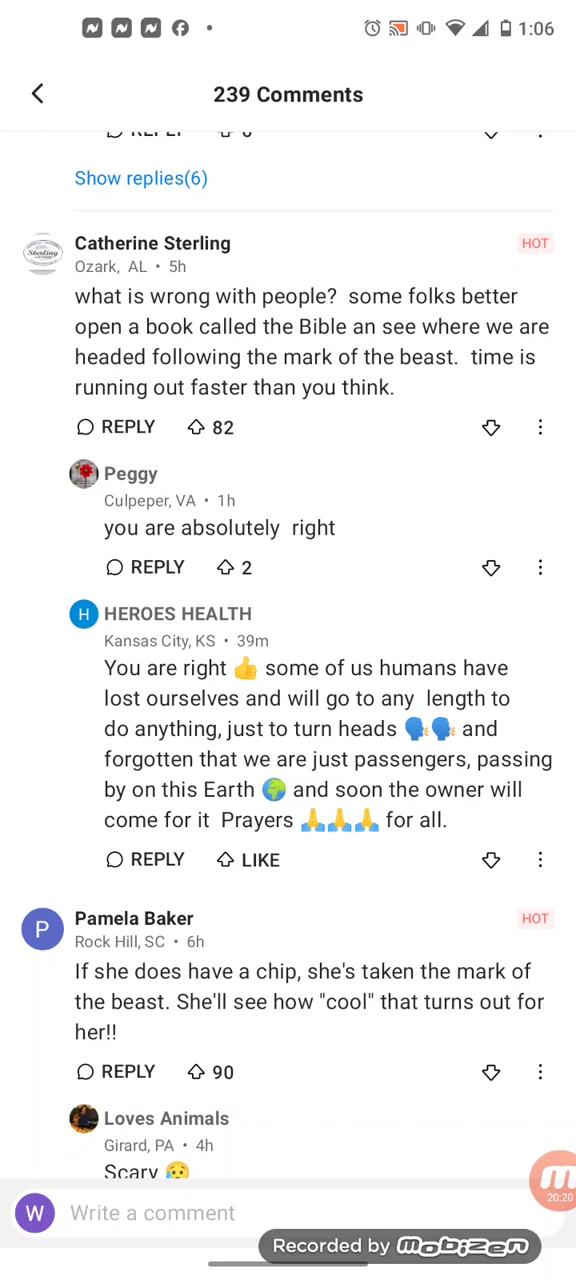 1:06
239 Comments
Show replies(6)
Sterling
Catherine Sterling
HOT
Ozark, AL • 5h
what is wrong with people? some folks better
open a book called the Bible an see where we are
headed following the mark of the beast. time is
running out faster than you think.
REPLY 82
Peggy
Culpeper, VA • 1h
you are absolutely right
REPLY 2
H HEROES HEALTH
Kansas City, KS • 39m
You are right 👍 some of us humans have
lost ourselves and will go to any length to
do anything, just to turn heads 🗣️🗣️ and
forgotten that we are just passengers, passing
by on this Earth 🌍 and soon the owner will
come for it Prayers 🙏🙏🙏 for all.
REPLY LIKE
P Pamela Baker
HOT
Rock Hill, SC • 6h
If she does have a chip, she's taken the mark of
the beast. She'll see how "cool" that turns out for
her!!
REPLY 90
Loves Animals
Girard, PA • 4h
Scary 😥
20:20
W Write a comment
Recorded by mobizen